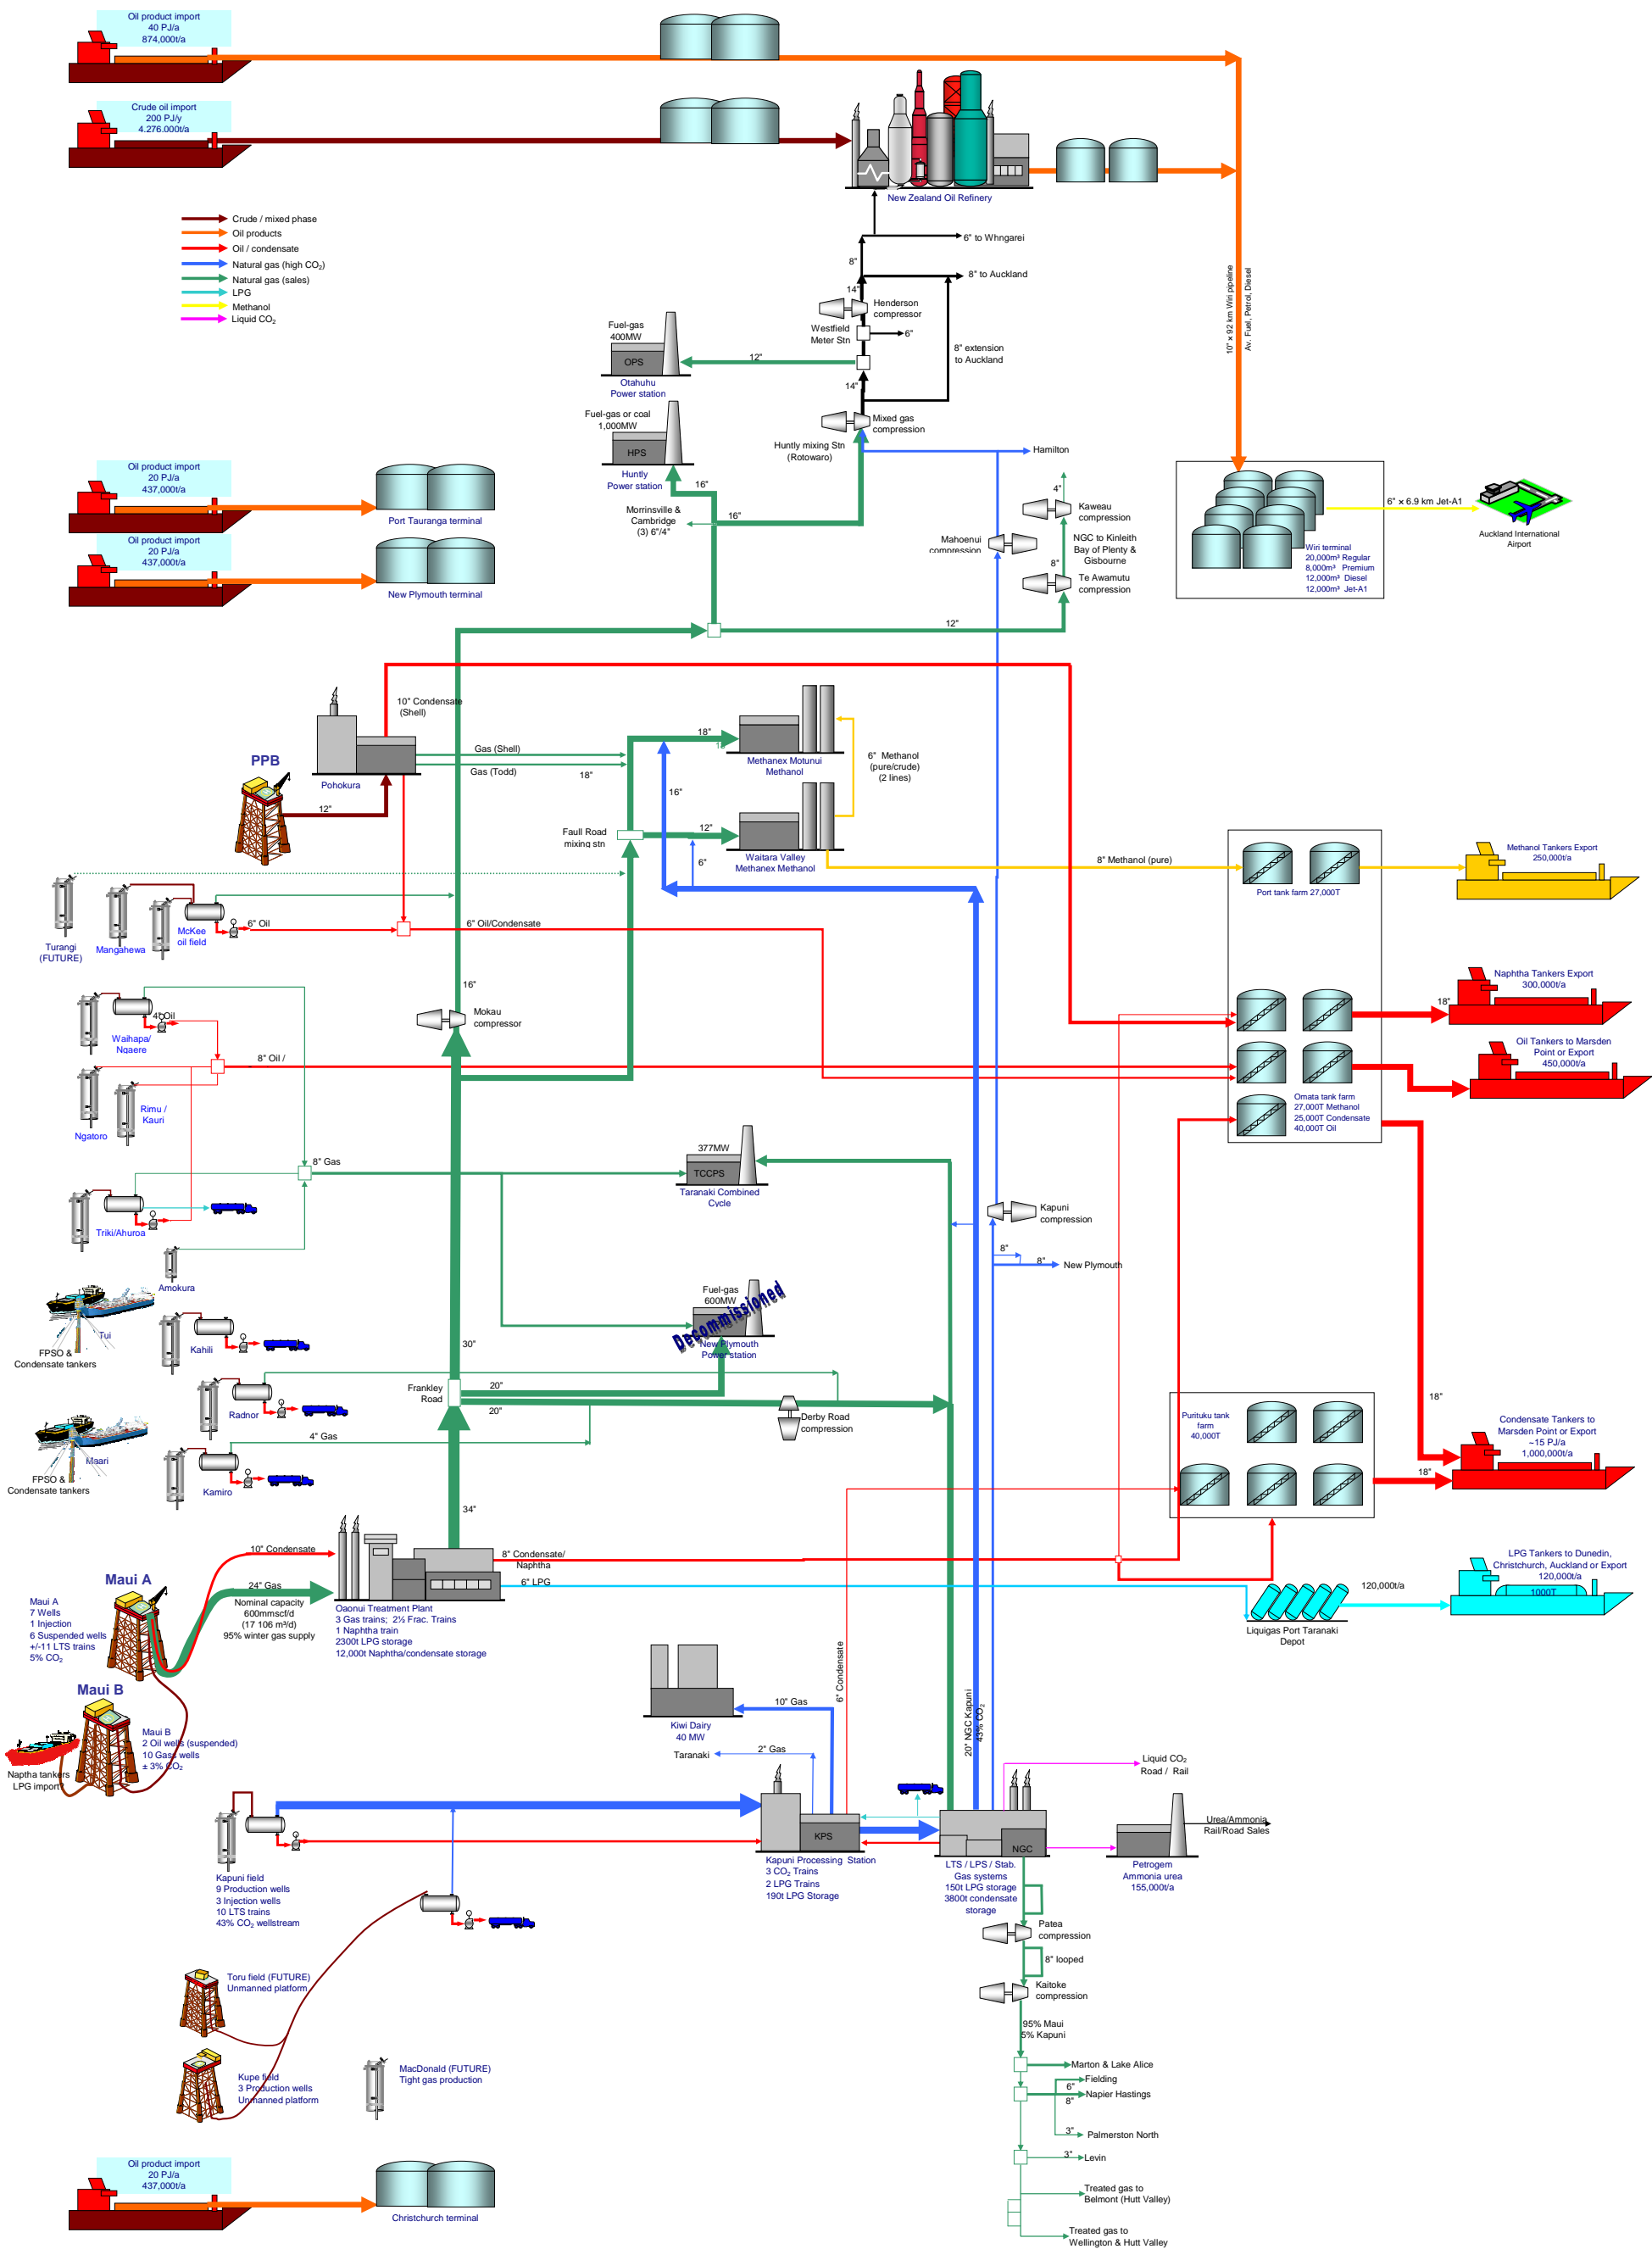 Oil product import
40 PJ/a
874,000t/a
Crude oil import
200 PJ/y
4.276.000t/a
New Zealand Oil Refinery
Crude / mixed phase
Oil products
Oil / condensate
Natural gas (high CO₂)
Natural gas (sales)
LPG
Methanol
Liquid CO₂
6" to Whngarei
8"
8" to Auckland
14"
Henderson
compressor
Westfield
Meter Stn
6"
Fuel-gas
400MW
OPS
12"
Otahuhu
Power station
8" extension
to Auckland
14"
10" × 92 km Wiri pipeline
Av. Fuel, Petrol, Diesel
Fuel-gas or coal
1,000MW
HPS
Huntly
Power station
Mixed gas
compression
Huntly mixing Stn
(Rotowaro)
Hamilton
16"
Morrinsville &
Cambridge
(3) 6"/4"
16"
4"
Kaweau
compression
Mahoenui
compression
NGC to Kinleith
Bay of Plenty &
Gisbourne
8"
Te Awamutu
compression
12"
Oil product import
20 PJ/a
437,000t/a
Port Tauranga terminal
Oil product import
20 PJ/a
437,000t/a
New Plymouth terminal
6" × 6.9 km Jet-A1
Auckland International
Airport
Wiri terminal
20,000m³ Regular
8,000m³ Premium
12,000m³ Diesel
12,000m³ Jet-A1
10" Condensate
(Shell)
PPB
Pohokura
12"
Gas (Shell)
Gas (Todd)
18"
18"
18
Methanex Motunui
Methanol
6" Methanol
(pure/crude)
(2 lines)
16"
Faull Road
mixing stn
12"
6"
Waitara Valley
Methanex Methanol
8" Methanol (pure)
Port tank farm 27,000T
Methanol Tankers Export
250,000t/a
Turangi
(FUTURE)
Mangahewa
McKee
oil field
6" Oil
6" Oil/Condensate
16"
Mokau
compressor
Waihapa/
Ngaere
4" Oil
8" Oil /
Ngatoro
Rimu /
Kauri
Naphtha Tankers Export
300,000t/a
18"
Oil Tankers to Marsden
Point or Export
450,000t/a
Omata tank farm
27,000T Methanol
25,000T Condensate
40,000T Oil
8" Gas
377MW
TCCPS
Taranaki Combined
Cycle
Triki/Ahuroa
Amokura
Kapuni
compression
8"
8"
New Plymouth
Tui
FPSO &
Condensate tankers
Kahili
Fuel-gas
600MW
Decommissioned
New Plymouth
Power station
30"
Frankley
Road
20"
20"
Radnor
Derby Road
compression
4" Gas
Maari
FPSO &
Condensate tankers
Kamiro
34"
18"
Purituku tank
farm
40,000T
18"
Condensate Tankers to
Marsden Point or Export
~15 PJ/a
1,000,000t/a
10" Condensate
8" Condensate/
Naphtha
6" LPG
Maui A
Maui A
7 Wells
1 Injection
6 Suspended wells
+/-11 LTS trains
5% CO₂
24" Gas
Nominal capacity
600mmscf/d
(17 106 m³/d)
95% winter gas supply
Oaonui Treatment Plant
3 Gas trains; 2½ Frac. Trains
1 Naphtha train
2300t LPG storage
12,000t Naphtha/condensate storage
120,000t/a
Liquigas Port Taranaki
Depot
LPG Tankers to Dunedin,
Christchurch, Auckland or Export
120,000t/a
1000T
Maui B
Maui B
2 Oil wells (suspended)
10 Gass wells
± 3% CO₂
Naptha tankers
LPG import?
Kiwi Dairy
40 MW
10" Gas
6" Condensate
20" NGC Kapuni
43% CO₂
Taranaki
2" Gas
Liquid CO₂
Road / Rail
KPS
NGC
Urea/Ammonia
Rail/Road Sales
Kapuni field
9 Production wells
3 Injection wells
10 LTS trains
43% CO₂ wellstream
Kapuni Processing Station
3 CO₂ Trains
2 LPG Trains
190t LPG Storage
LTS / LPS / Stab.
Gas systems
150t LPG storage
3800t condensate
storage
Petrogem
Ammonia urea
155,000t/a
Patea
compression
8" looped
Kaitoke
compression
Toru field (FUTURE)
Unmanned platform
95% Maui
5% Kapuni
Kupe field
3 Production wells
Unmanned platform
MacDonald (FUTURE)
Tight gas production
Marton & Lake Alice
Fielding
6"
Napier Hastings
8"
3"
Palmerston North
3"
Levin
Oil product import
20 PJ/a
437,000t/a
Christchurch terminal
Treated gas to
Belmont (Hutt Valley)
Treated gas to
Wellington & Hutt Valley